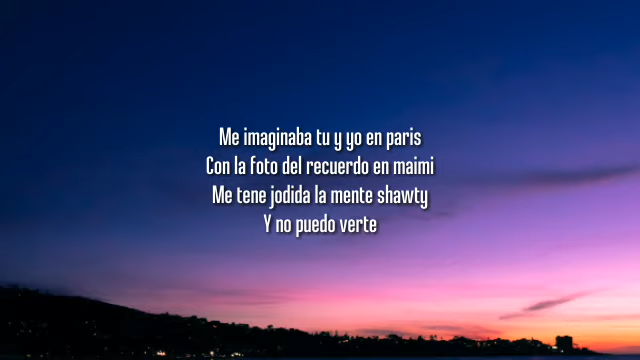 Me imaginaba tu y yo en paris
Con la foto del recuerdo en maimi
Me tene jodida la mente shawty
Y no puedo verte